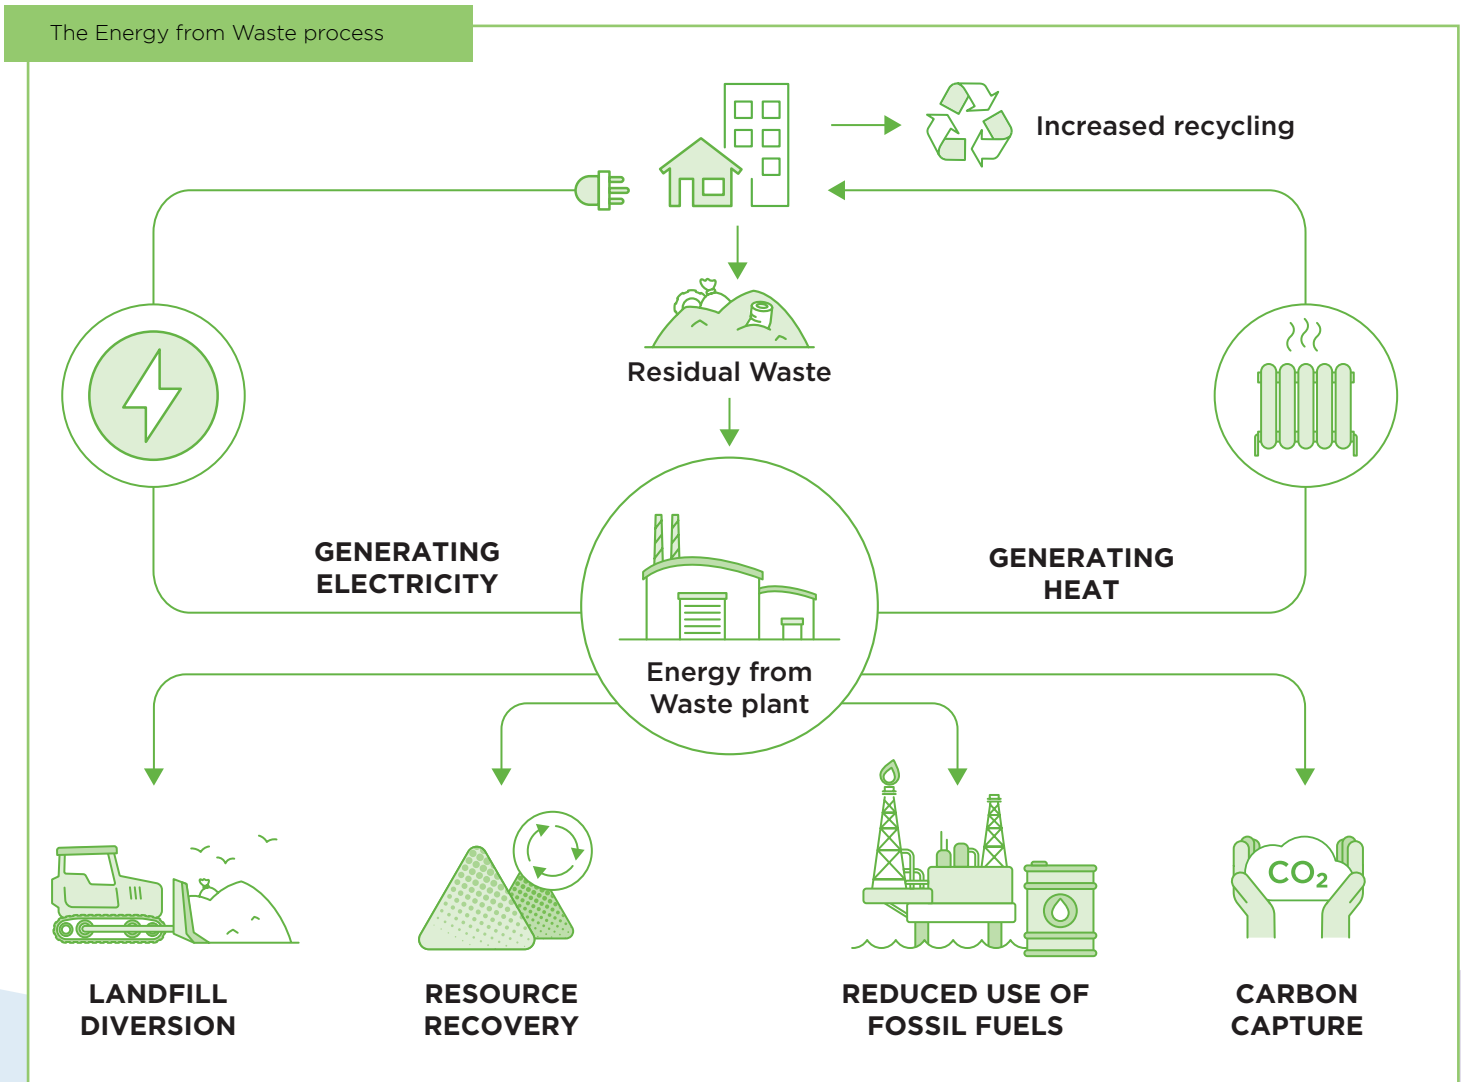 The Energy from Waste process
Increased recycling
Residual Waste
GENERATING
ELECTRICITY
GENERATING
HEAT
Energy from
Waste plant
CO₂
LANDFILL
DIVERSION
RESOURCE
RECOVERY
REDUCED USE OF
FOSSIL FUELS
CARBON
CAPTURE